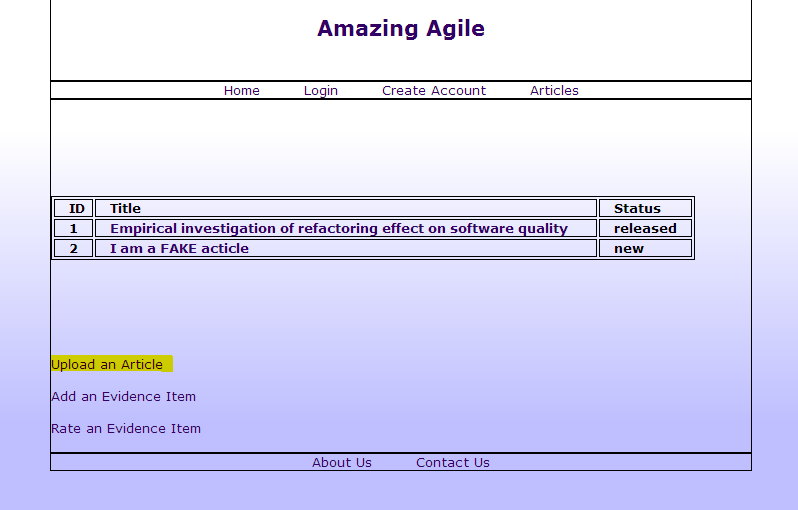 Amazing Agile
Home Login Create Account Articles
ID Title Status
1 Empirical investigation of refactoring effect on software quality released
2 I am a FAKE acticle new
Upload an Article
Add an Evidence Item
Rate an Evidence Item
About Us Contact Us